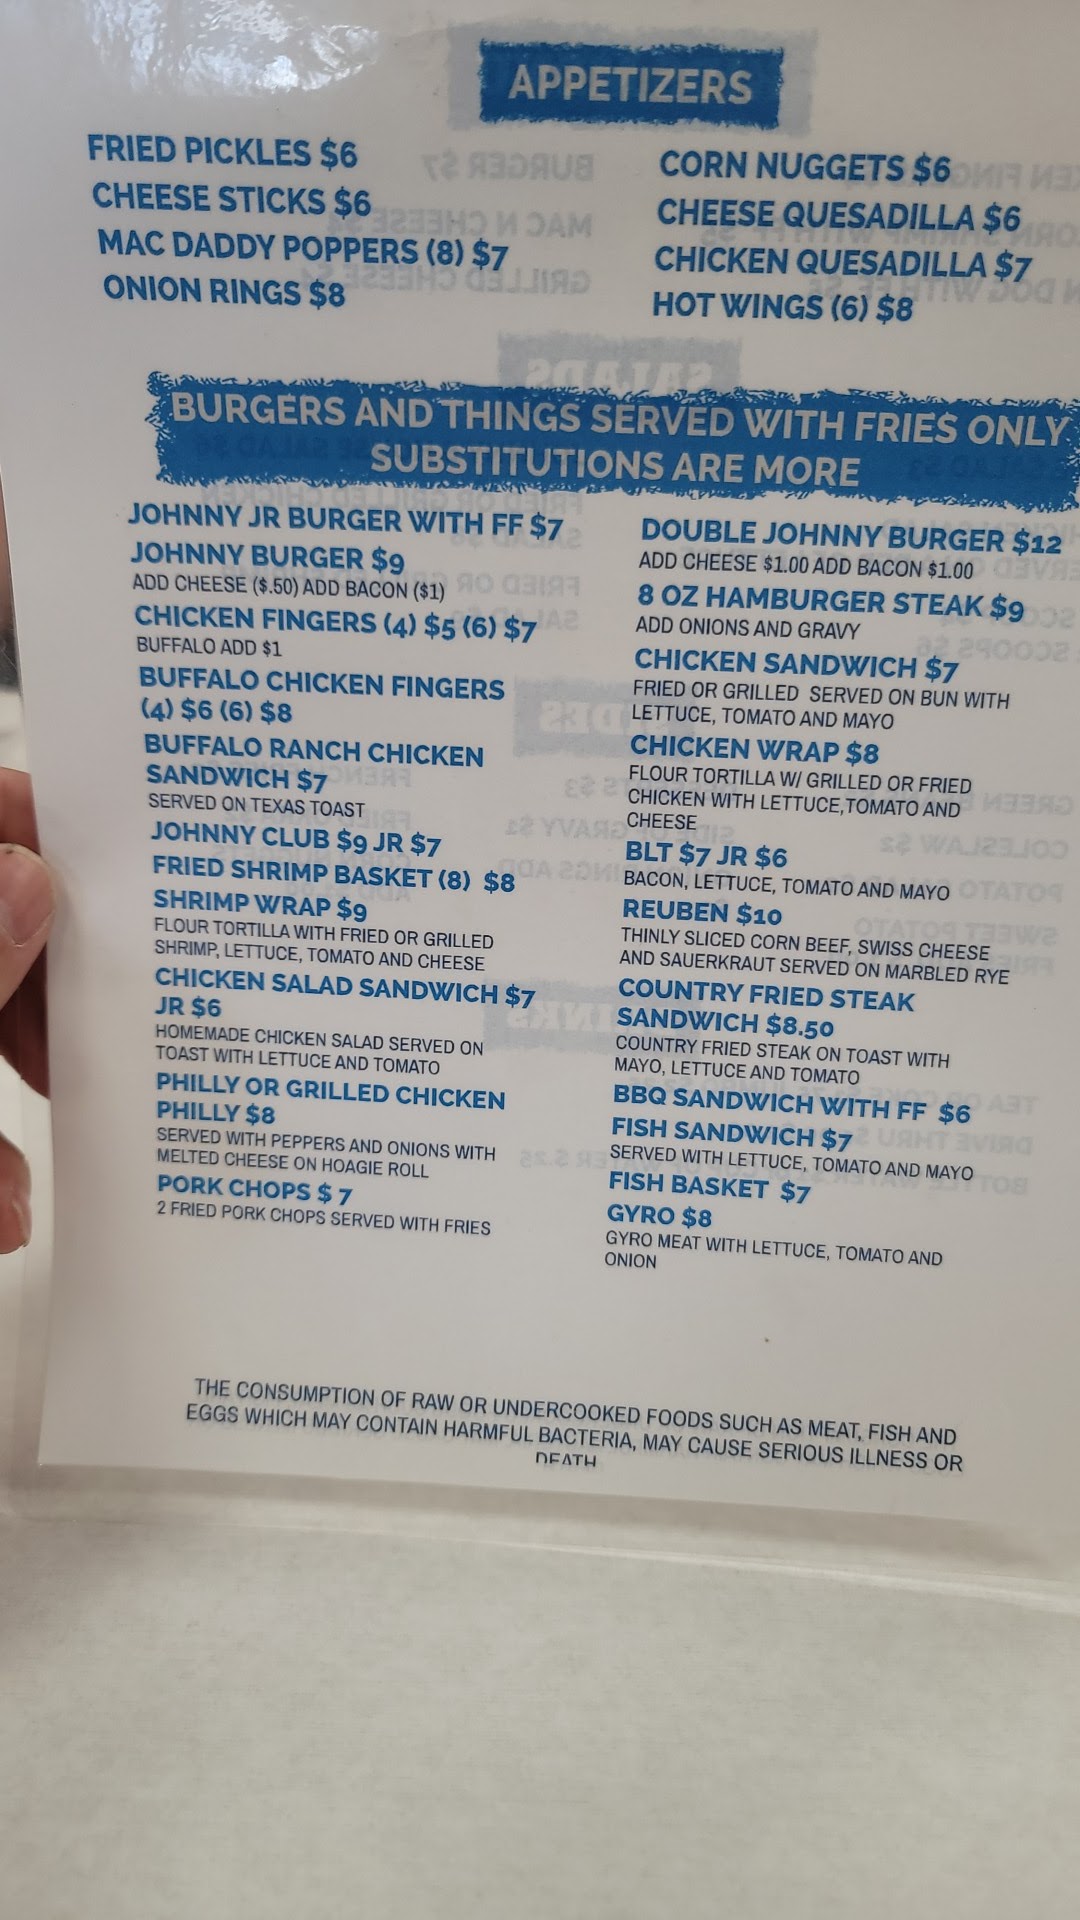 APPETIZERS
FRIED PICKLES $6
CHEESE STICKS $6
MAC DADDY POPPERS (8) $7
ONION RINGS $8
CORN NUGGETS $6
CHEESE QUESADILLA $6
CHICKEN QUESADILLA $7
HOT WINGS (6) $8
BURGERS AND THINGS SERVED WITH FRIES ONLY
SUBSTITUTIONS ARE MORE
JOHNNY JR BURGER WITH FF $7
JOHNNY BURGER $9
ADD CHEESE ($.50) ADD BACON ($1)
CHICKEN FINGERS (4) $5 (6) $7
BUFFALO ADD $1
BUFFALO CHICKEN FINGERS
(4) $6 (6) $8
BUFFALO RANCH CHICKEN
SANDWICH $7
SERVED ON TEXAS TOAST
JOHNNY CLUB $9 JR $7
FRIED SHRIMP BASKET (8) $8
SHRIMP WRAP $9
FLOUR TORTILLA WITH FRIED OR GRILLED
SHRIMP, LETTUCE, TOMATO AND CHEESE
CHICKEN SALAD SANDWICH $7
JR $6
HOMEMADE CHICKEN SALAD SERVED ON
TOAST WITH LETTUCE AND TOMATO
PHILLY OR GRILLED CHICKEN
PHILLY $8
SERVED WITH PEPPERS AND ONIONS WITH
MELTED CHEESE ON HOAGIE ROLL
PORK CHOPS $ 7
2 FRIED PORK CHOPS SERVED WITH FRIES
DOUBLE JOHNNY BURGER $12
ADD CHEESE $1.00 ADD BACON $1.00
8 OZ HAMBURGER STEAK $9
ADD ONIONS AND GRAVY
CHICKEN SANDWICH $7
FRIED OR GRILLED SERVED ON BUN WITH
LETTUCE, TOMATO AND MAYO
CHICKEN WRAP $8
FLOUR TORTILLA W/ GRILLED OR FRIED
CHICKEN WITH LETTUCE,TOMATO AND
CHEESE
BLT $7 JR $6
BACON, LETTUCE, TOMATO AND MAYO
REUBEN $10
THINLY SLICED CORN BEEF, SWISS CHEESE
AND SAUERKRAUT SERVED ON MARBLED RYE
COUNTRY FRIED STEAK
SANDWICH $8.50
COUNTRY FRIED STEAK ON TOAST WITH
MAYO, LETTUCE AND TOMATO
BBQ SANDWICH WITH FF $6
FISH SANDWICH $7
SERVED WITH LETTUCE, TOMATO AND MAYO
FISH BASKET $7
GYRO $8
GYRO MEAT WITH LETTUCE, TOMATO AND
ONION
THE CONSUMPTION OF RAW OR UNDERCOOKED FOODS SUCH AS MEAT, FISH AND
EGGS WHICH MAY CONTAIN HARMFUL BACTERIA, MAY CAUSE SERIOUS ILLNESS OR
DEATH